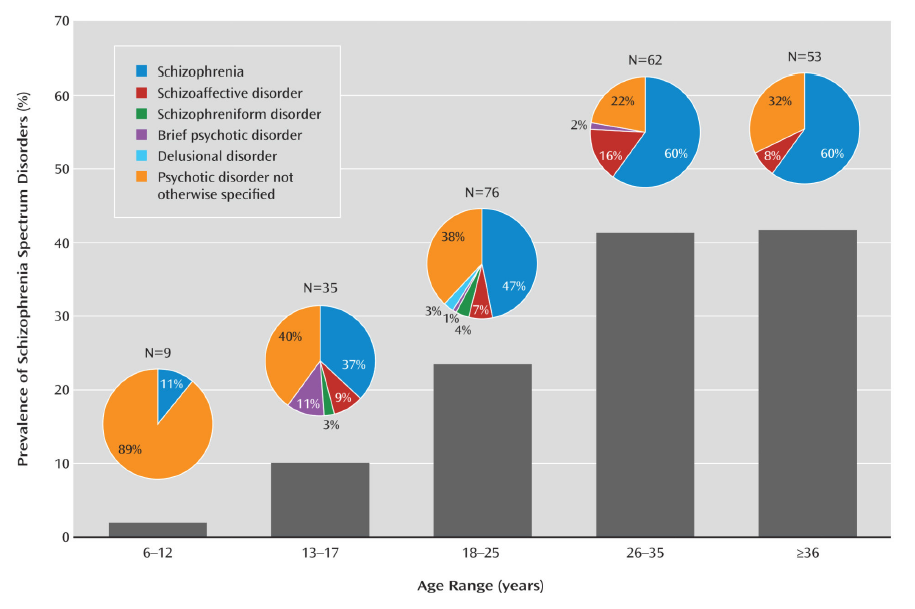 70
60
50
40
30
20
10
0
Prevalence of Schizophrenia Spectrum Disorders (%)
Schizophrenia
Schizoaffective disorder
Schizophreniform disorder
Brief psychotic disorder
Delusional disorder
Psychotic disorder not
otherwise specified
N=9
11%
89%
N=35
40%
37%
11%
9%
3%
N=76
38%
47%
3%
1%
4%
7%
N=62
22%
2%
16%
60%
N=53
32%
8%
60%
6–12
13–17
18–25
26–35
≥36
Age Range (years)